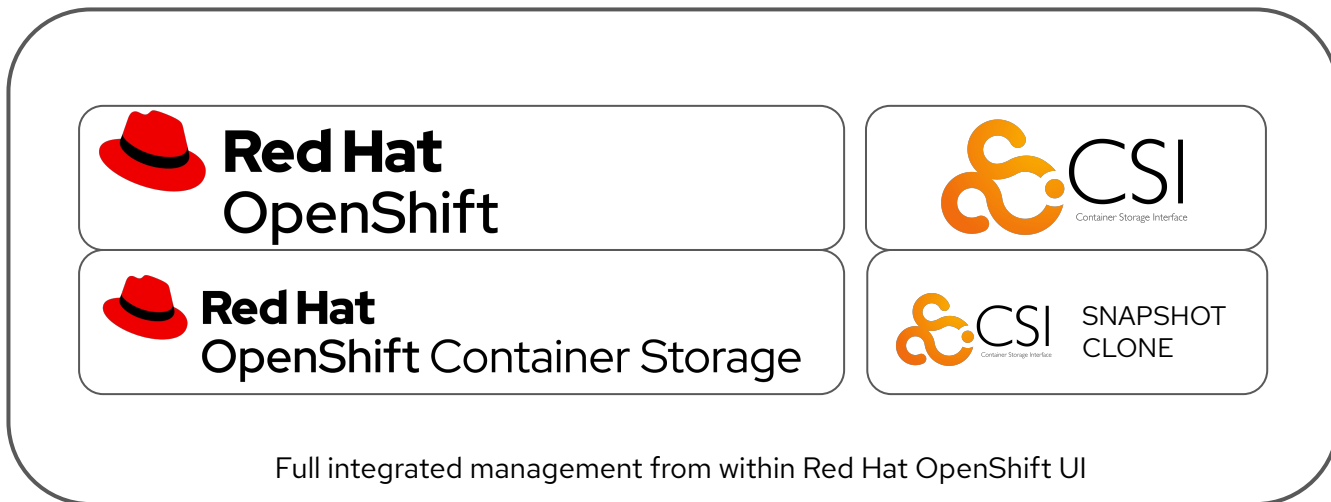 Red Hat
OpenShift
CSI
Container Storage Interface
Red Hat
OpenShift Container Storage
CSI
Container Storage Interface
SNAPSHOT
CLONE
Full integrated management from within Red Hat OpenShift UI